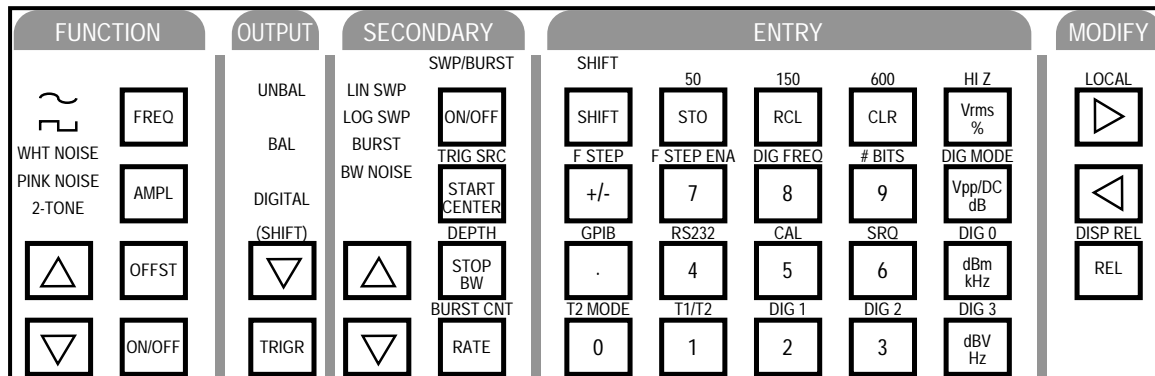 FUNCTION OUTPUT SECONDARY ENTRY MODIFY
SWP/BURST SHIFT
UNBAL LIN SWP 50 150 600 HI Z LOCAL
FREQ LOG SWP ON/OFF SHIFT STO RCL CLR Vrms
%
WHT NOISE BAL BURST TRIG SRC F STEP F STEP ENA DIG FREQ # BITS DIG MODE
PINK NOISE AMPL BW NOISE START
CENTER +/- 7 8 9 Vpp/DC
dB
2-TONE DIGITAL
(SHIFT) DEPTH GPIB RS232 CAL SRQ DIG 0 DISP REL
OFFST STOP
BW . 4 5 6 dBm
kHz REL
BURST CNT T2 MODE T1/T2 DIG 1 DIG 2 DIG 3
ON/OFF TRIGR RATE 0 1 2 3 dBV
Hz